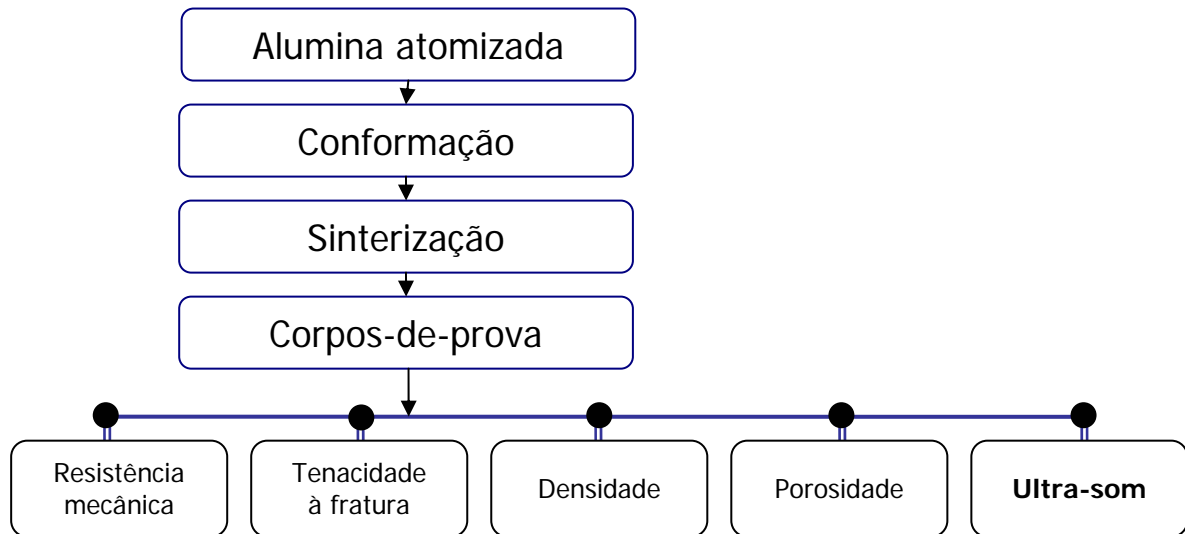 Alumina atomizada
Conformação
Sinterização
Corpos-de-prova
Resistência
mecânica
Tenacidade
à fratura
Densidade
Porosidade
Ultra-som